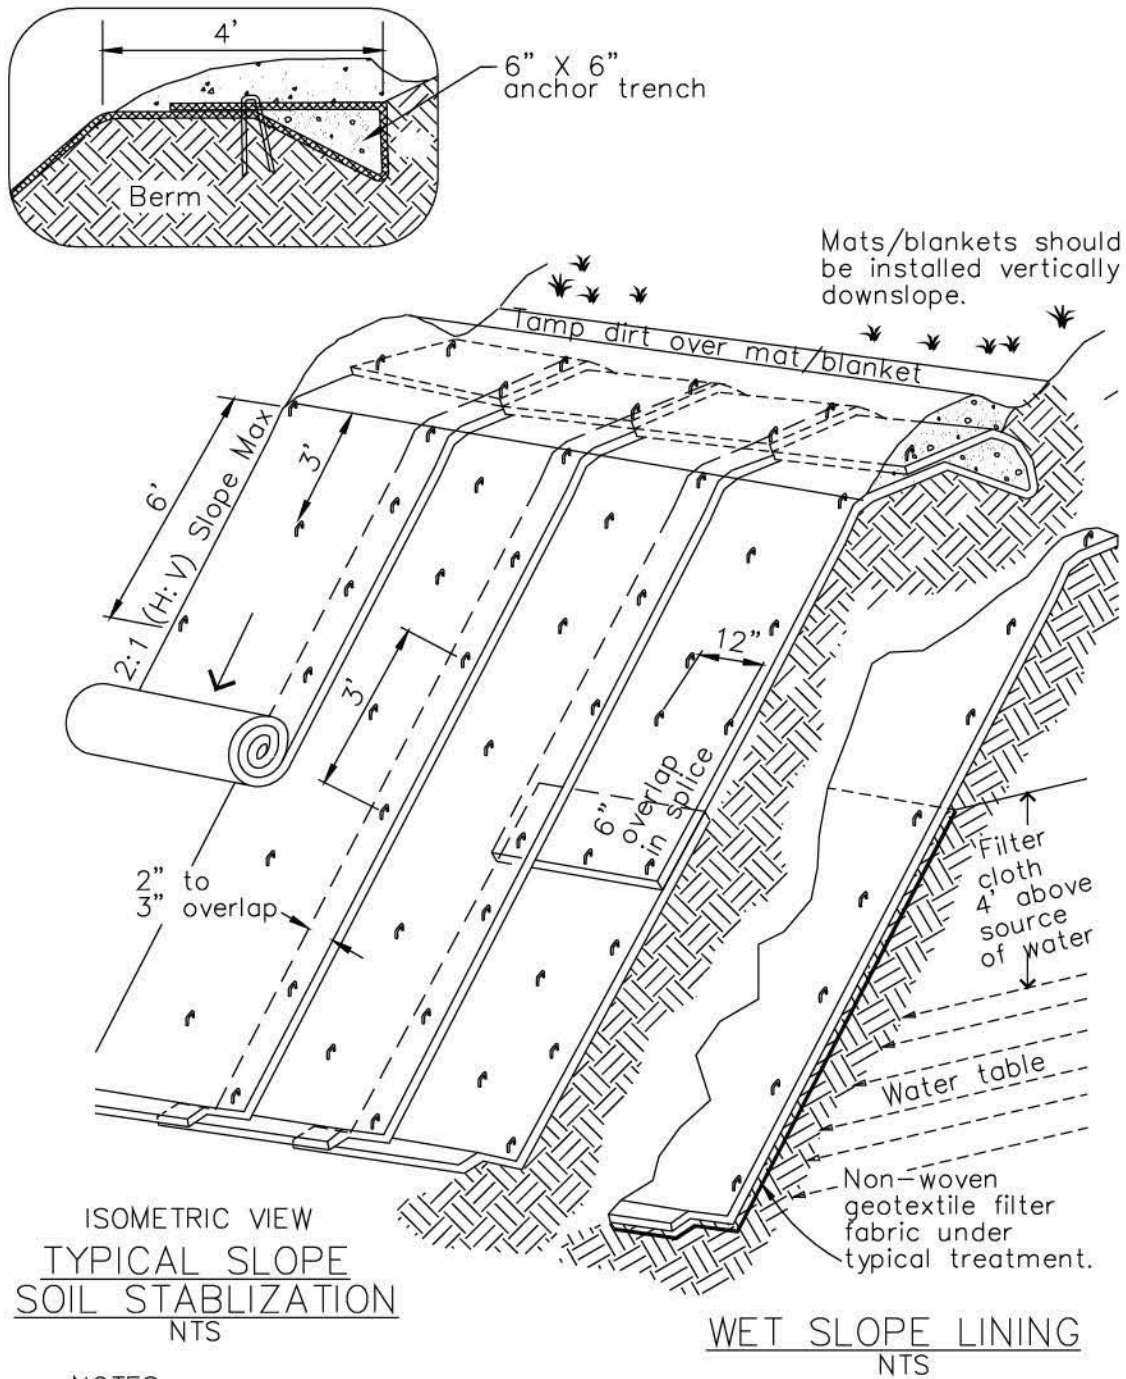 4'
6" X 6"
anchor trench
Berm
Mats/blankets should
be installed vertically
downslope.
Tamp dirt over mat/blanket
6'
2:1 (H: V) Slope Max
3'
3'
12"
6"
overlap
in splice
2" to
3" overlap
Filter
cloth
4' above
source
of water
Water table
Non-woven
geotextile filter
fabric under
typical treatment.
ISOMETRIC VIEW
TYPICAL SLOPE
SOIL STABLIZATION
NTS
WET SLOPE LINING
NTS